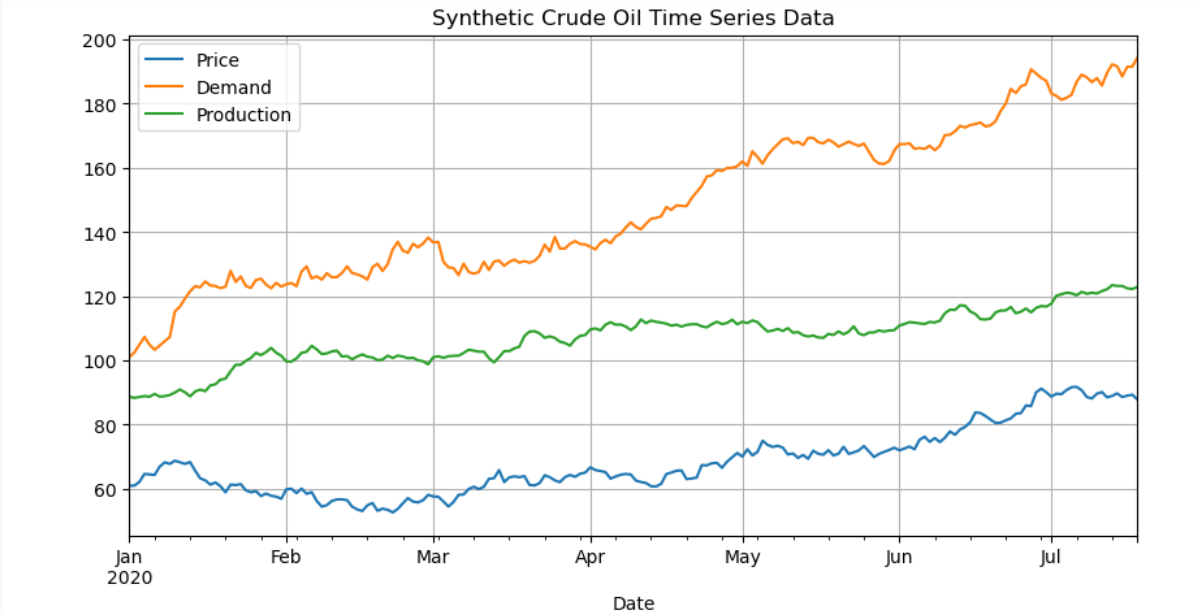 Synthetic Crude Oil Time Series Data
200
180
160
140
120
100
80
60
Price
Demand
Production
Jan Feb Mar Apr May Jun Jul
2020
Date